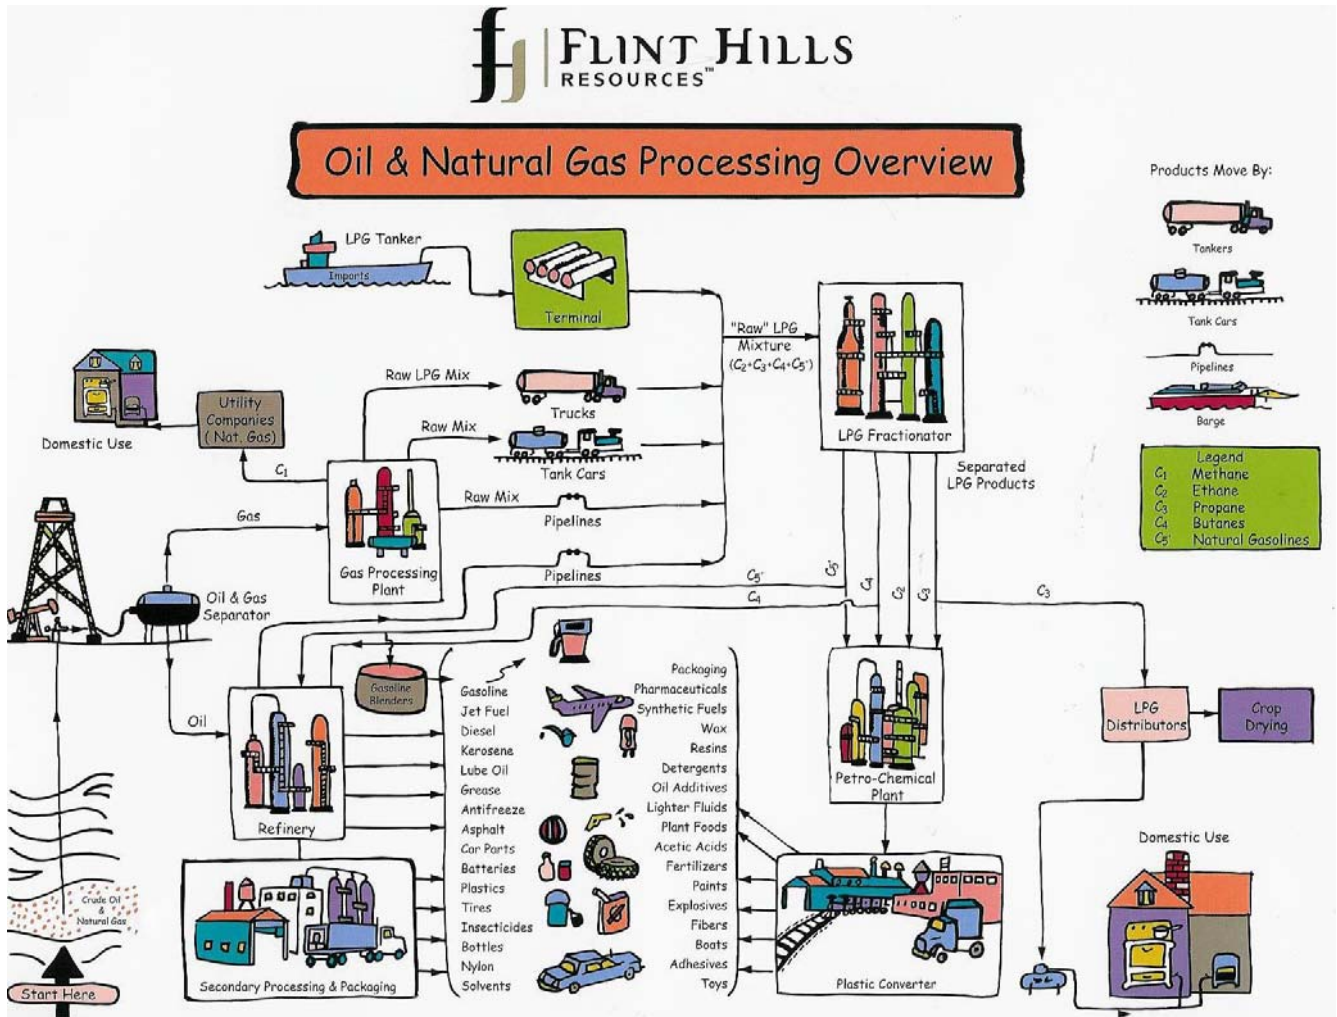 FLINT HILLS
RESOURCES™
Oil & Natural Gas Processing Overview
Products Move By:
Tankers
Tank Cars
Pipelines
Barge
Legend
C₁ Methane
C₂ Ethane
C₃ Propane
C₄ Butanes
C₅⁺ Natural Gasolines
LPG Tanker
Imports
Terminal
"Raw" LPG
Mixture
(C₂+C₃+C₄+C₅⁺)
LPG Fractionator
Raw LPG Mix
Trucks
Raw Mix
Tank Cars
Raw Mix
Pipelines
Pipelines
Utility
Companies
(Nat. Gas)
Domestic Use
C₁
Gas
Gas Processing
Plant
Oil & Gas
Separator
Separated
LPG Products
C₅⁺
C₄
C₂
C₃
C₅⁺
C₄
C₃
Oil
Refinery
Gasoline
Blenders
Gasoline
Jet Fuel
Diesel
Kerosene
Lube Oil
Grease
Antifreeze
Asphalt
Car Parts
Batteries
Plastics
Tires
Insecticides
Bottles
Nylon
Solvents
Packaging
Pharmaceuticals
Synthetic Fuels
Wax
Resins
Detergents
Oil Additives
Lighter Fluids
Plant Foods
Acetic Acids
Fertilizers
Paints
Explosives
Fibers
Boats
Adhesives
Toys
Petro-Chemical
Plant
LPG
Distributors
Crop
Drying
Domestic Use
Plastic Converter
Secondary Processing & Packaging
Crude Oil
&
Natural Gas
Start Here